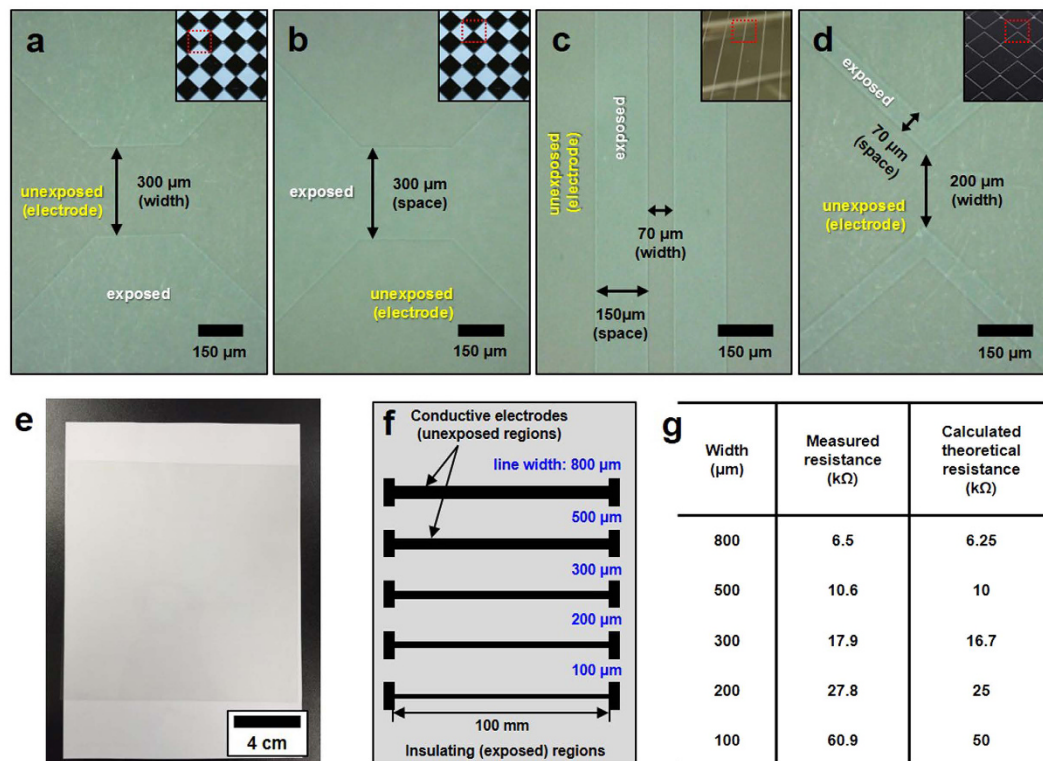 a
unexposed
(electrode)
300 µm
(width)
exposed
150 µm
b
exposed
300 µm
(space)
unexposed
(electrode)
150 µm
c
unexposed
(electrode)
exposed
70 µm
(width)
150µm
(space)
150 µm
d
exposed
70 µm
(space)
200 µm
(width)
unexposed
(electrode)
150 µm
e
4 cm
f
Conductive electrodes
(unexposed regions)
line width: 800 µm
500 µm
300 µm
200 µm
100 µm
100 mm
Insulating (exposed) regions
g
Width
(µm)
Measured
resistance
(kΩ)
Calculated
theoretical
resistance
(kΩ)
800 6.5 6.25
500 10.6 10
300 17.9 16.7
200 27.8 25
100 60.9 50